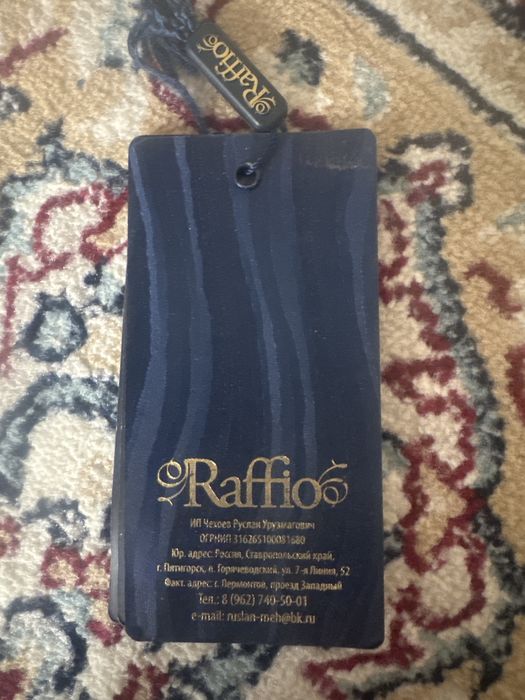 Raffio
Raffio
ИП Чехоев Руслан Урузмагович
ОГРНИП 316265100081680
Юр. адрес: Россия, Ставропольский край,
г. Пятигорск, п. Горячеводский, ул. 7-я Линия, 52
Факт. адрес: г. Лермонтов, проезд Западный
Тел.: 8 (962) 740-50-01
e-mail: ruslan-meh@bk.ru